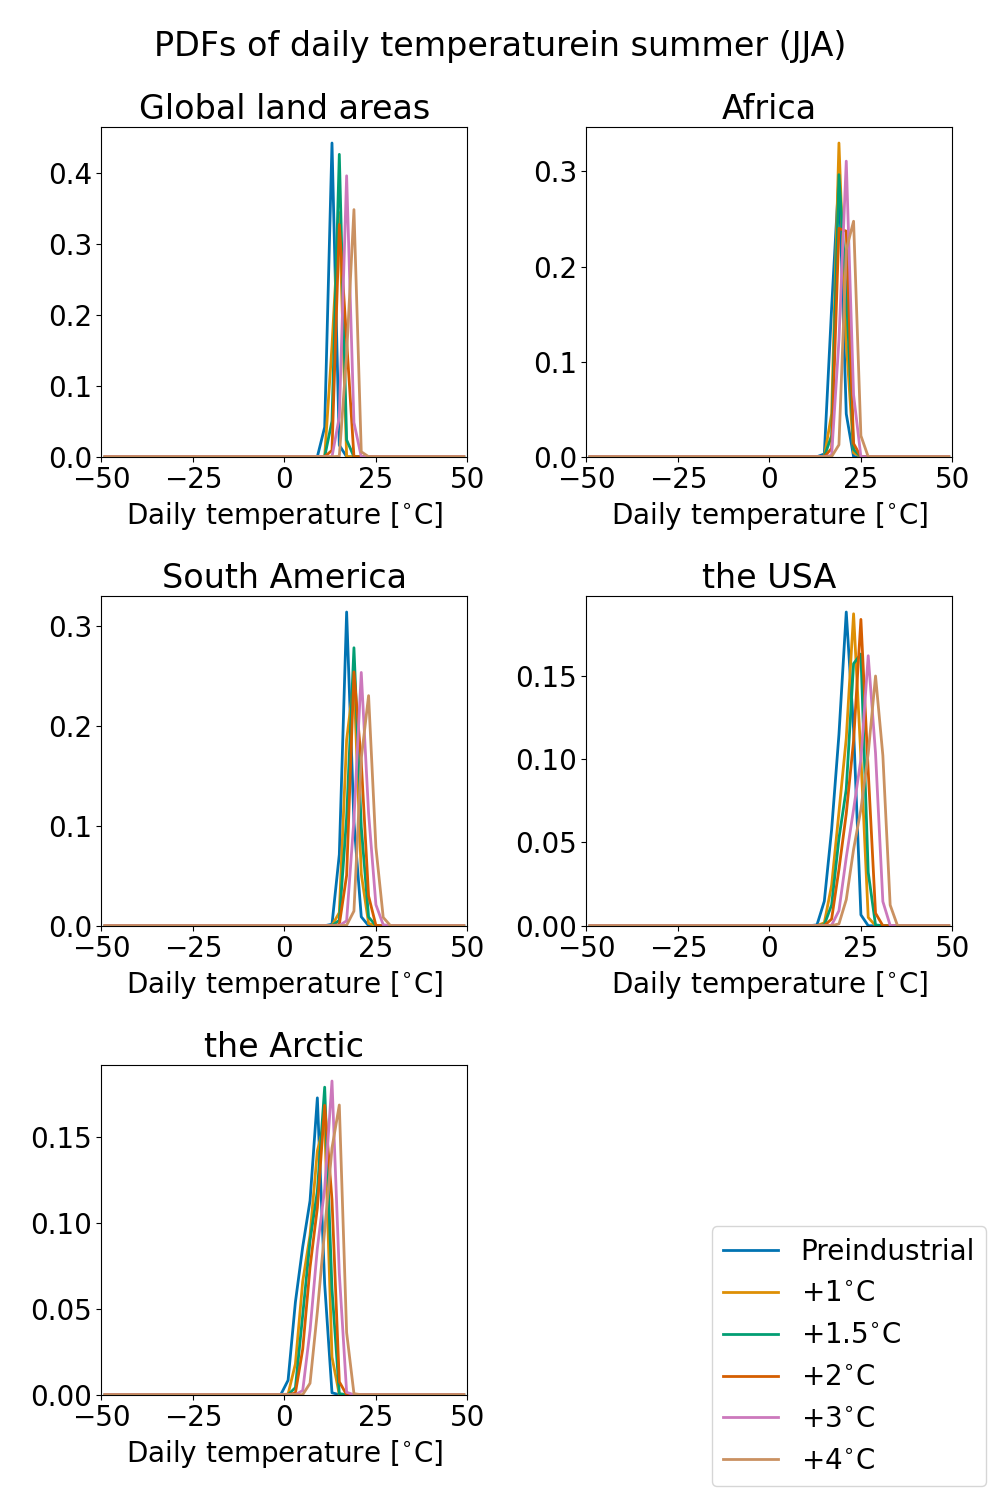 PDFs of daily temperaturein summer (JJA)
Global land areas
0.4
0.3
0.2
0.1
0.0
−50 −25 0 25 50
Daily temperature [°C]
Africa
0.3
0.2
0.1
0.0
−50 −25 0 25 50
Daily temperature [°C]
South America
0.3
0.2
0.1
0.0
−50 −25 0 25 50
Daily temperature [°C]
the USA
0.15
0.10
0.05
0.00
−50 −25 0 25 50
Daily temperature [°C]
the Arctic
0.15
0.10
0.05
0.00
−50 −25 0 25 50
Daily temperature [°C]
Preindustrial
+1°C
+1.5°C
+2°C
+3°C
+4°C